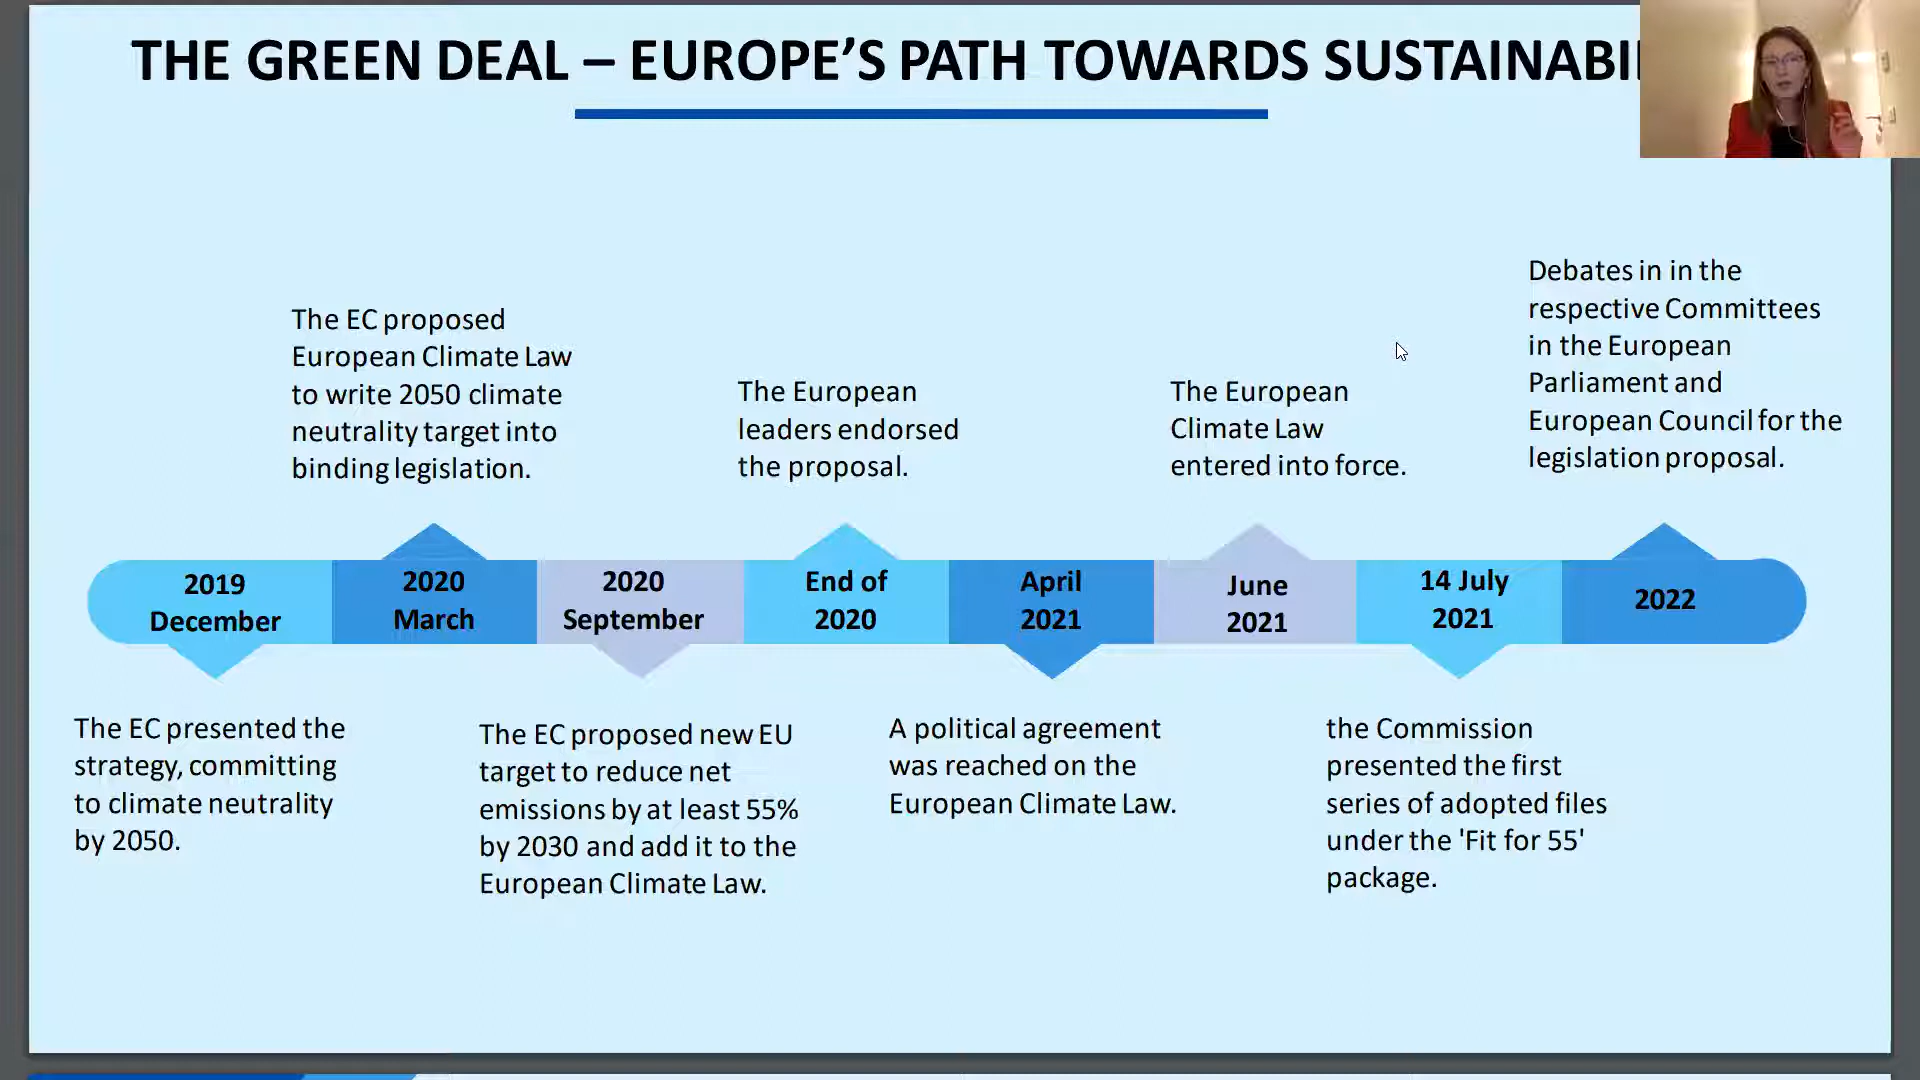 THE GREEN DEAL – EUROPE’S PATH TOWARDS SUSTAINABI
Debates in in the
respective Committees
in the European
Parliament and
European Council for the
legislation proposal.
The EC proposed
European Climate Law
to write 2050 climate
neutrality target into
binding legislation.
The European
leaders endorsed
the proposal.
The European
Climate Law
entered into force.
2019
December
2020
March
2020
September
End of
2020
April
2021
June
2021
14 July
2021
2022
The EC presented the
strategy, committing
to climate neutrality
by 2050.
The EC proposed new EU
target to reduce net
emissions by at least 55%
by 2030 and add it to the
European Climate Law.
A political agreement
was reached on the
European Climate Law.
the Commission
presented the first
series of adopted files
under the 'Fit for 55'
package.